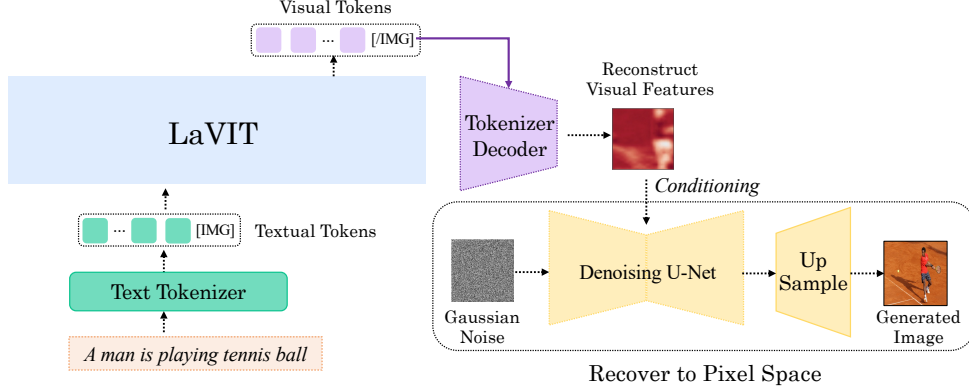 Visual Tokens
... [/IMG]
LaVIT
Tokenizer
Decoder
Reconstruct
Visual Features
Conditioning
... [IMG]
Textual Tokens
Text Tokenizer
A man is playing tennis ball
Gaussian
Noise
Denoising U-Net
Up
Sample
Generated
Image
Recover to Pixel Space